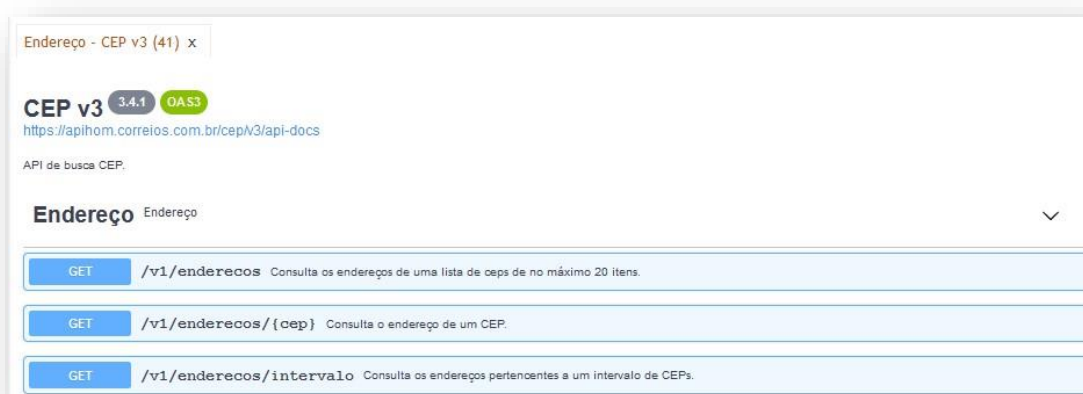 Endereço - CEP v3 (41) x
CEP v3 3.4.1 OAS3
https://apihom.correios.com.br/cep/v3/api-docs
API de busca CEP.
Endereço Endereço
GET /v1/enderecos Consulta os endereços de uma lista de ceps de no máximo 20 itens.
GET /v1/enderecos/{cep} Consulta o endereço de um CEP.
GET /v1/enderecos/intervalo Consulta os endereços pertencentes a um intervalo de CEPs.